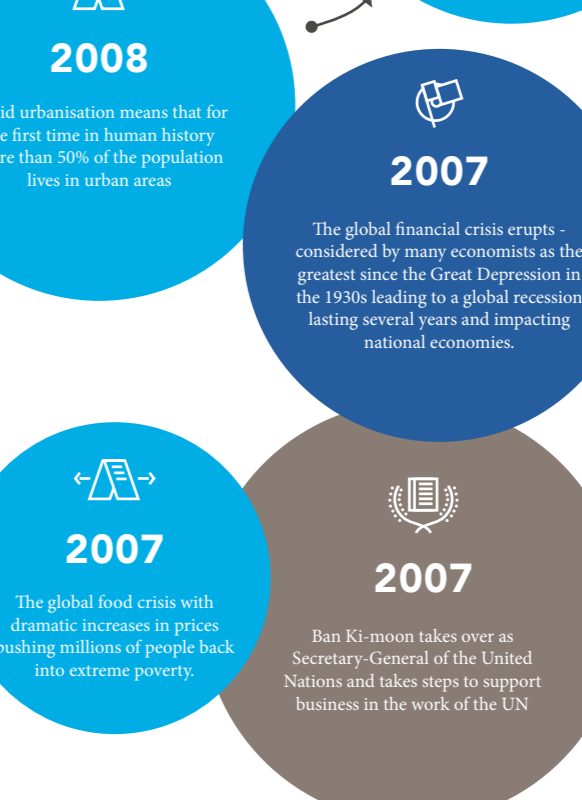 2008
urbanisation means that for
first time in human history
than 50% of the population
lives in urban areas
2007
The global financial crisis erupts -
considered by many economists as the
greatest since the Great Depression in
the 1930s leading to a global recession
lasting several years and impacting
national economies.
2007
The global food crisis with
dramatic increases in prices
pushing millions of people back
into extreme poverty.
2007
Ban Ki-moon takes over as
Secretary-General of the United
Nations and takes steps to support
business in the work of the UN